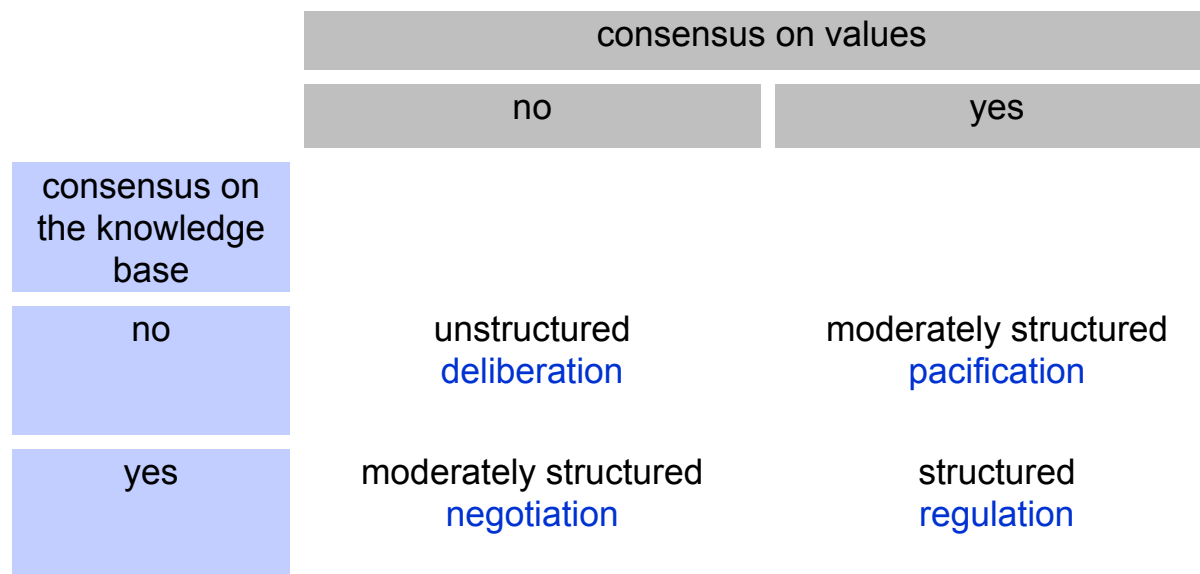 consensus on values
no
yes
consensus on
the knowledge
base
no
unstructured
deliberation
moderately structured
pacification
yes
moderately structured
negotiation
structured
regulation